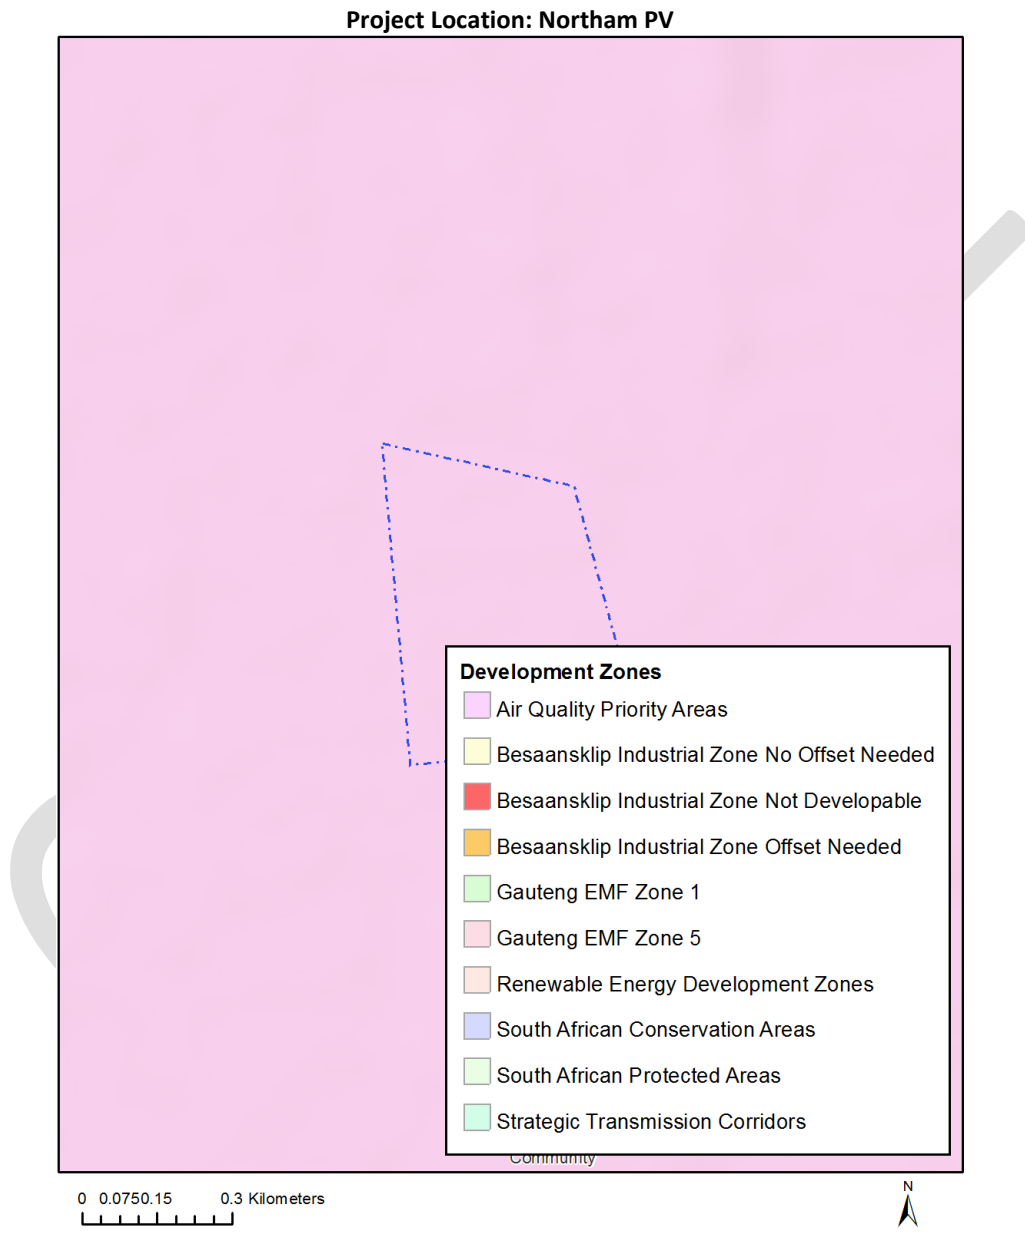 Project Location: Northam PV
Development Zones
Air Quality Priority Areas
Besaansklip Industrial Zone No Offset Needed
Besaansklip Industrial Zone Not Developable
Besaansklip Industrial Zone Offset Needed
Gauteng EMF Zone 1
Gauteng EMF Zone 5
Renewable Energy Development Zones
South African Conservation Areas
South African Protected Areas
Strategic Transmission Corridors
Community
0 0.0750.15 0.3 Kilometers
N